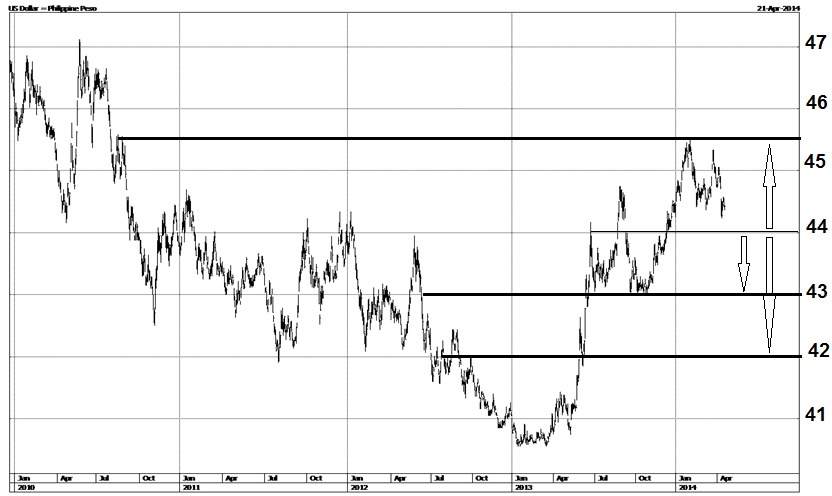 US Dollar - Philippine Peso
21-Apr-2014
47
46
45
44
43
42
41
Jan Apr Jul Oct Jan Apr Jul Oct Jan Apr Jul Oct Jan Apr Jul Oct Jan Apr
2010 2011 2012 2013 2014